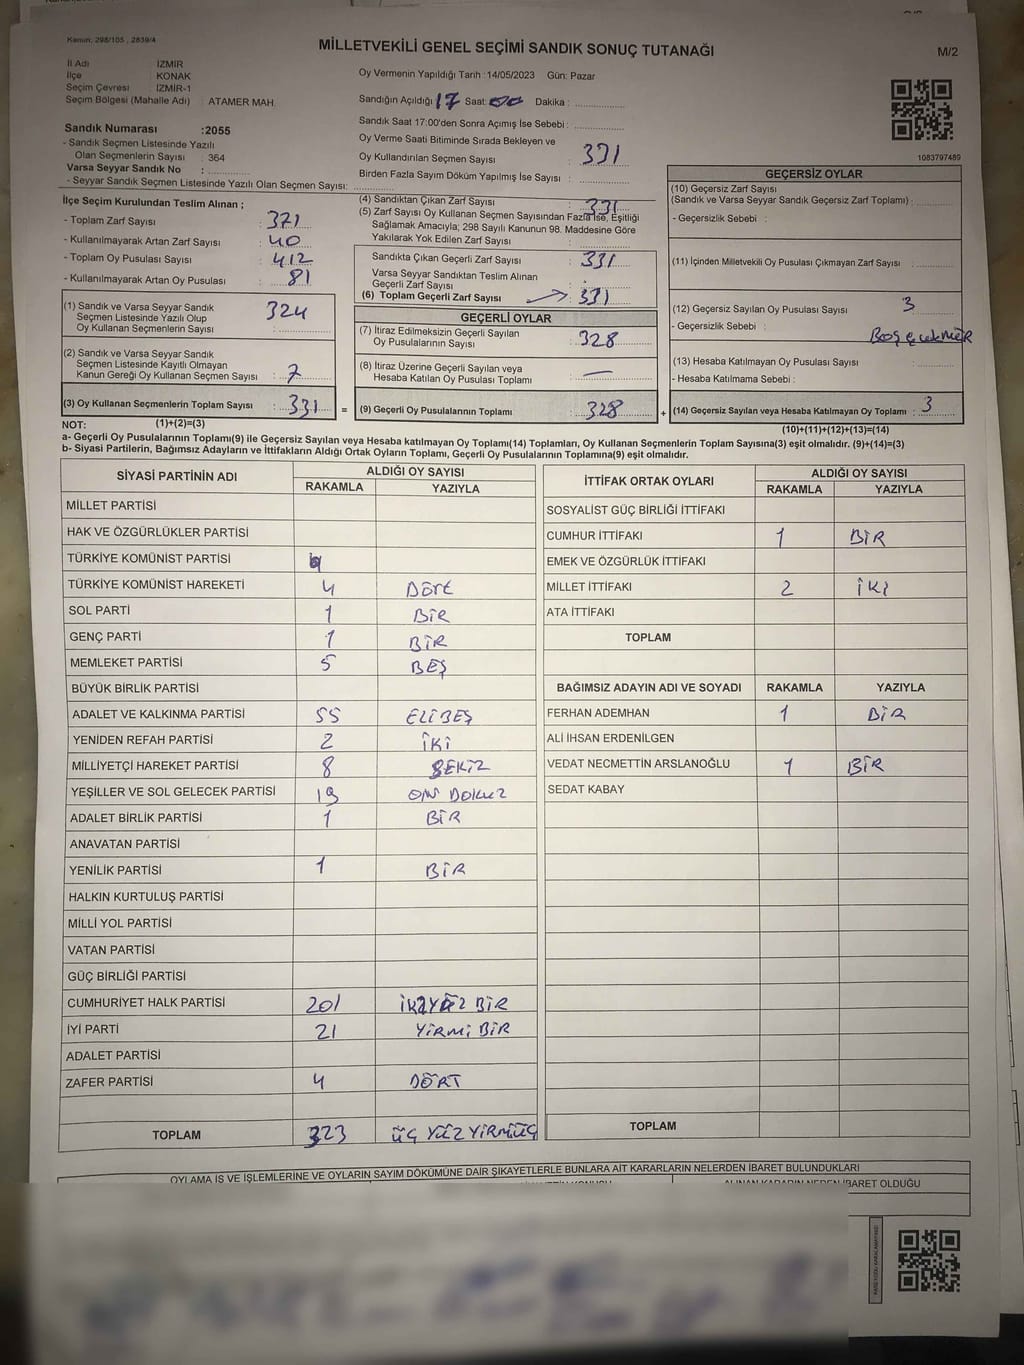 Kanun; 298/105 , 2839/4
MİLLETVEKİLİ GENEL SEÇİMİ SANDIK SONUÇ TUTANAĞI
M/2
İl Adı İZMİR
İlçe KONAK
Seçim Çevresi İZMİR-1
Seçim Bölgesi (Mahalle Adı) : ATAMER MAH.
Sandık Numarası :2055
- Sandık Seçmen Listesinde Yazılı
Olan Seçmenlerin Sayısı : 364
Varsa Seyyar Sandık No :
- Seyyar Sandık Seçmen Listesinde Yazılı Olan Seçmen Sayısı:
Oy Vermenin Yapıldığı Tarih :14/05/2023 Gün: Pazar
Sandığın Açıldığı 17 Saat: 00 Dakika :
Sandık Saat 17:00'den Sonra Açımış İse Sebebi :
Oy Verme Saati Bitiminde Sırada Bekleyen ve
Oy Kullandırılan Seçmen Sayısı : 331
Birden Fazla Sayım Döküm Yapılmış İse Sayısı :
1083797489
İlçe Seçim Kurulundan Teslim Alınan ;
- Toplam Zarf Sayısı : 371
- Kullanılmayarak Artan Zarf Sayısı : 40
- Toplam Oy Pusulası Sayısı : 412
- Kullanılmayarak Artan Oy Pusulası : 81
(1) Sandık ve Varsa Seyyar Sandık
Seçmen Listesinde Yazılı Olup
Oy Kullanan Seçmenlerin Sayısı : 324
(2) Sandık ve Varsa Seyyar Sandık
Seçmen Listesinde Kayıtlı Olmayan
Kanun Gereği Oy Kullanan Seçmen Sayısı : 7
(3) Oy Kullanan Seçmenlerin Toplam Sayısı : 331 =
(4) Sandıktan Çıkan Zarf Sayısı : 331
(5) Zarf Sayısı Oy Kullanan Seçmen Sayısından Fazla İse, Eşitliği
Sağlamak Amacıyla; 298 Sayılı Kanunun 98. Maddesine Göre
Yakılarak Yok Edilen Zarf Sayısı :
Sandıkta Çıkan Geçerli Zarf Sayısı : 331
Varsa Seyyar Sandıktan Teslim Alınan
Geçerli Zarf Sayısı :
(6) Toplam Geçerli Zarf Sayısı : 331
GEÇERLİ OYLAR
(7) İtiraz Edilmeksizin Geçerli Sayılan
Oy Pusulalarının Sayısı : 328
(8) İtiraz Üzerine Geçerli Sayılan veya
Hesaba Katılan Oy Pusulası Toplamı : —
(9) Geçerli Oy Pusulalarının Toplamı : 328 +
GEÇERSİZ OYLAR
(10) Geçersiz Zarf Sayısı
(Sandık ve Varsa Seyyar Sandık Geçersiz Zarf Toplamı) :
- Geçersizlik Sebebi :
(11) İçinden Milletvekili Oy Pusulası Çıkmayan Zarf Sayısı :
(12) Geçersiz Sayılan Oy Pusulası Sayısı : 3
- Geçersizlik Sebebi :
(13) Hesaba Katılmayan Oy Pusulası Sayısı :
- Hesaba Katılmama Sebebi :
(14) Geçersiz Sayılan veya Hesaba Katılmayan Oy Toplamı : 3
NOT: (1)+(2)=(3)
(10)+(11)+(12)+(13)=(14)
a- Geçerli Oy Pusulalarının Toplamı(9) ile Geçersiz Sayılan veya Hesaba katılmayan Oy Toplamı(14) Toplamları, Oy Kullanan Seçmenlerin Toplam Sayısına(3) eşit olmalıdır. (9)+(14)=(3)
b- Siyasi Partilerin, Bağımsız Adayların ve İttifakların Aldığı Ortak Oyların Toplamı, Geçerli Oy Pusulalarının Toplamına(9) eşit olmalıdır.
SİYASİ PARTİNİN ADI ALDIĞI OY SAYISI
RAKAMLA YAZIYLA
MİLLET PARTİSİ
HAK VE ÖZGÜRLÜKLER PARTİSİ
TÜRKİYE KOMÜNİST PARTİSİ
TÜRKİYE KOMÜNİST HAREKETİ 4 DÖRt
SOL PARTİ 1 BİR
GENÇ PARTİ 1 BİR
MEMLEKET PARTİSİ 5 BEŞ
BÜYÜK BİRLİK PARTİSİ
ADALET VE KALKINMA PARTİSİ 55 ELİBEŞ
YENİDEN REFAH PARTİSİ 2 İKİ
MİLLİYETÇİ HAREKET PARTİSİ 8 SEKİZ
YEŞİLLER VE SOL GELECEK PARTİSİ 19 ON DOKUZ
ADALET BİRLİK PARTİSİ 1 BİR
ANAVATAN PARTİSİ
YENİLİK PARTİSİ 1 BİR
HALKIN KURTULUŞ PARTİSİ
MİLLİ YOL PARTİSİ
VATAN PARTİSİ
GÜÇ BİRLİĞİ PARTİSİ
CUMHURİYET HALK PARTİSİ 201 İKİYÜZ BİR
İYİ PARTİ 21 YİRMİ BİR
ADALET PARTİSİ
ZAFER PARTİSİ 4 DÖRT
TOPLAM 323 ÜÇ YÜZ YİRMİÜÇ
İTTİFAK ORTAK OYLARI ALDIĞI OY SAYISI
RAKAMLA YAZIYLA
SOSYALİST GÜÇ BİRLİĞİ İTTİFAKI
CUMHUR İTTİFAKI 1 BİR
EMEK VE ÖZGÜRLÜK İTTİFAKI
MİLLET İTTİFAKI 2 İKİ
ATA İTTİFAKI
TOPLAM
BAĞIMSIZ ADAYIN ADI VE SOYADI RAKAMLA YAZIYLA
FERHAN ADEMHAN 1 BİR
ALİ İHSAN ERDENİLGEN
VEDAT NECMETTİN ARSLANOĞLU 1 BİR
SEDAT KABAY
TOPLAM
OYLAMA İŞ VE İŞLEMLERİNE VE OYLARIN SAYIM DÖKÜMÜNE DAİR ŞİKAYETLERLE BUNLARA AİT KARARLARIN NELERDEN İBARET BULUNDUKLARI
ALINAN KARARIN NEDEN İBARET OLDUĞU